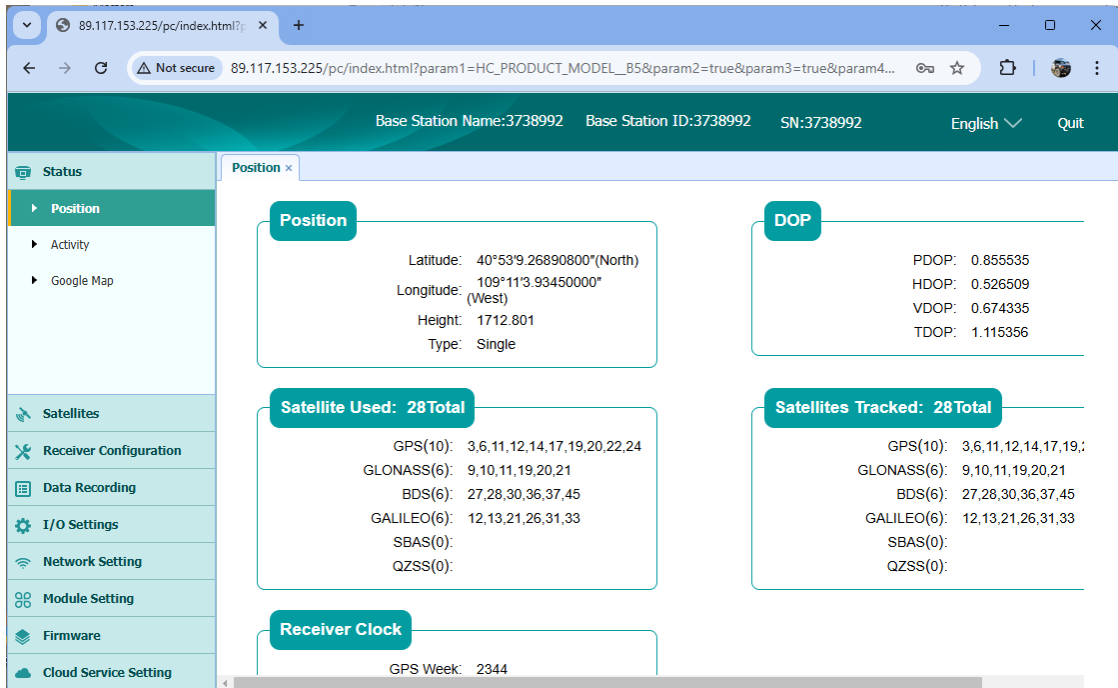 89.117.153.225/pc/index.html?p
Not secure 89.117.153.225/pc/index.html?param1=HC_PRODUCT_MODEL__B5&param2=true&param3=true&param4...
Base Station Name:3738992 Base Station ID:3738992 SN:3738992 English Quit
Status
Position
Activity
Google Map
Satellites
Receiver Configuration
Data Recording
I/O Settings
Network Setting
Module Setting
Firmware
Cloud Service Setting
Position ×
Position
Latitude: 40°53'9.26890800"(North)
Longitude: 109°11'3.93450000"
(West)
Height: 1712.801
Type: Single
DOP
PDOP: 0.855535
HDOP: 0.526509
VDOP: 0.674335
TDOP: 1.115356
Satellite Used: 28Total
GPS(10): 3,6,11,12,14,17,19,20,22,24
GLONASS(6): 9,10,11,19,20,21
BDS(6): 27,28,30,36,37,45
GALILEO(6): 12,13,21,26,31,33
SBAS(0):
QZSS(0):
Satellites Tracked: 28Total
GPS(10): 3,6,11,12,14,17,19,
GLONASS(6): 9,10,11,19,20,21
BDS(6): 27,28,30,36,37,45
GALILEO(6): 12,13,21,26,31,33
SBAS(0):
QZSS(0):
Receiver Clock
GPS Week: 2344